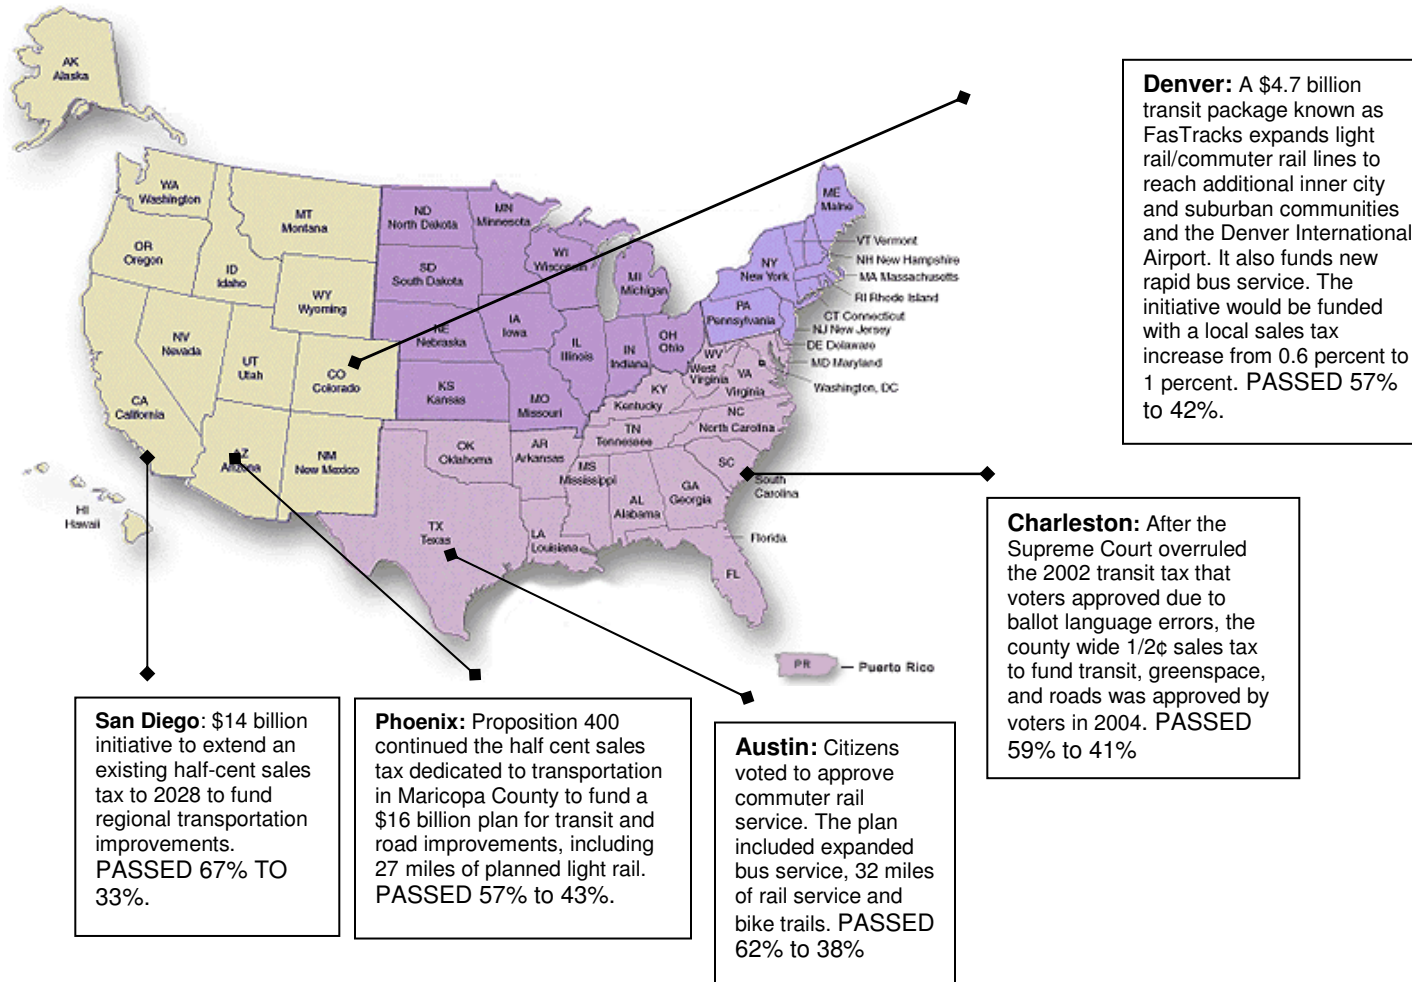 AK
Alaska
WA
Washington
OR
Oregon
CA
California
NV
Nevada
ID
Idaho
MT
Montana
WY
Wyoming
UT
Utah
CO
Colorado
AZ
Arizona
NM
New Mexico
HI
Hawaii
ND
North Dakota
SD
South Dakota
NE
Nebraska
KS
Kansas
MN
Minnesota
IA
Iowa
MO
Missouri
WI
Wisconsin
IL
Illinois
MI
Michigan
IN
Indiana
OH
Ohio
OK
Oklahoma
TX
Texas
AR
Arkansas
LA
Louisiana
MS
Mississippi
AL
Alabama
TN
Tennessee
KY
Kentucky
GA
Georgia
FL
Florida
SC
South
Carolina
NC
North Carolina
VA
Virginia
WV
West
Virginia
PA
Pennsylvania
NY
New York
ME
Maine
VT Vermont
NH New Hampshire
MA Massachusetts
RI Rhode Island
CT Connecticut
NJ New Jersey
DE Delaware
MD Maryland
Washington, DC
PR
Puerto Rico
Denver: A $4.7 billion
transit package known as
FasTracks expands light
rail/commuter rail lines to
reach additional inner city
and suburban communities
and the Denver International
Airport. It also funds new
rapid bus service. The
initiative would be funded
with a local sales tax
increase from 0.6 percent to
1 percent. PASSED 57%
to 42%.
Charleston: After the
Supreme Court overruled
the 2002 transit tax that
voters approved due to
ballot language errors, the
county wide 1/2¢ sales tax
to fund transit, greenspace,
and roads was approved by
voters in 2004. PASSED
59% to 41%
San Diego: $14 billion
initiative to extend an
existing half-cent sales
tax to 2028 to fund
regional transportation
improvements.
PASSED 67% TO
33%.
Phoenix: Proposition 400
continued the half cent sales
tax dedicated to transportation
in Maricopa County to fund a
$16 billion plan for transit and
road improvements, including
27 miles of planned light rail.
PASSED 57% to 43%.
Austin: Citizens
voted to approve
commuter rail
service. The plan
included expanded
bus service, 32 miles
of rail service and
bike trails. PASSED
62% to 38%